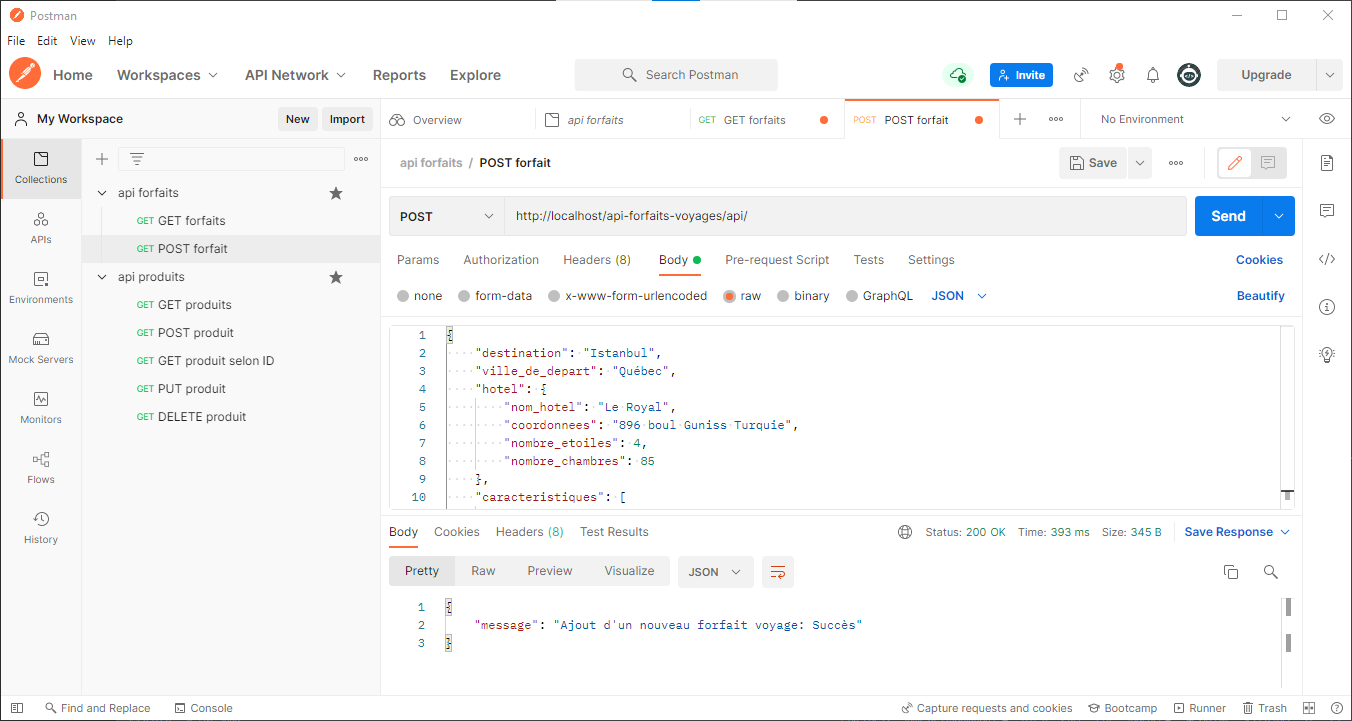 Postman
File Edit View Help
Home Workspaces API Network Reports Explore Search Postman Invite Upgrade
My Workspace New Import Overview api forfaits GET GET forfaits POST POST forfait No Environment
Collections
APIs
Environments
Mock Servers
Monitors
Flows
History
api forfaits
GET GET forfaits
GET POST forfait
api produits
GET GET produits
GET POST produit
GET GET produit selon ID
GET PUT produit
GET DELETE produit
api forfaits / POST forfait Save
POST http://localhost/api-forfaits-voyages/api/ Send
Params Authorization Headers (8) Body Pre-request Script Tests Settings Cookies
none form-data x-www-form-urlencoded raw binary GraphQL JSON Beautify
1 {
2 "destination": "Istanbul",
3 "ville_de_depart": "Québec",
4 "hotel": {
5 "nom_hotel": "Le Royal",
6 "coordonnees": "896 boul Guniss Turquie",
7 "nombre_etoiles": 4,
8 "nombre_chambres": 85
9 },
10 "caracteristiques": [
Body Cookies Headers (8) Test Results Status: 200 OK Time: 393 ms Size: 345 B Save Response
Pretty Raw Preview Visualize JSON
1 {
2 "message": "Ajout d'un nouveau forfait voyage: Succès"
3 }
Find and Replace Console Capture requests and cookies Bootcamp Runner Trash